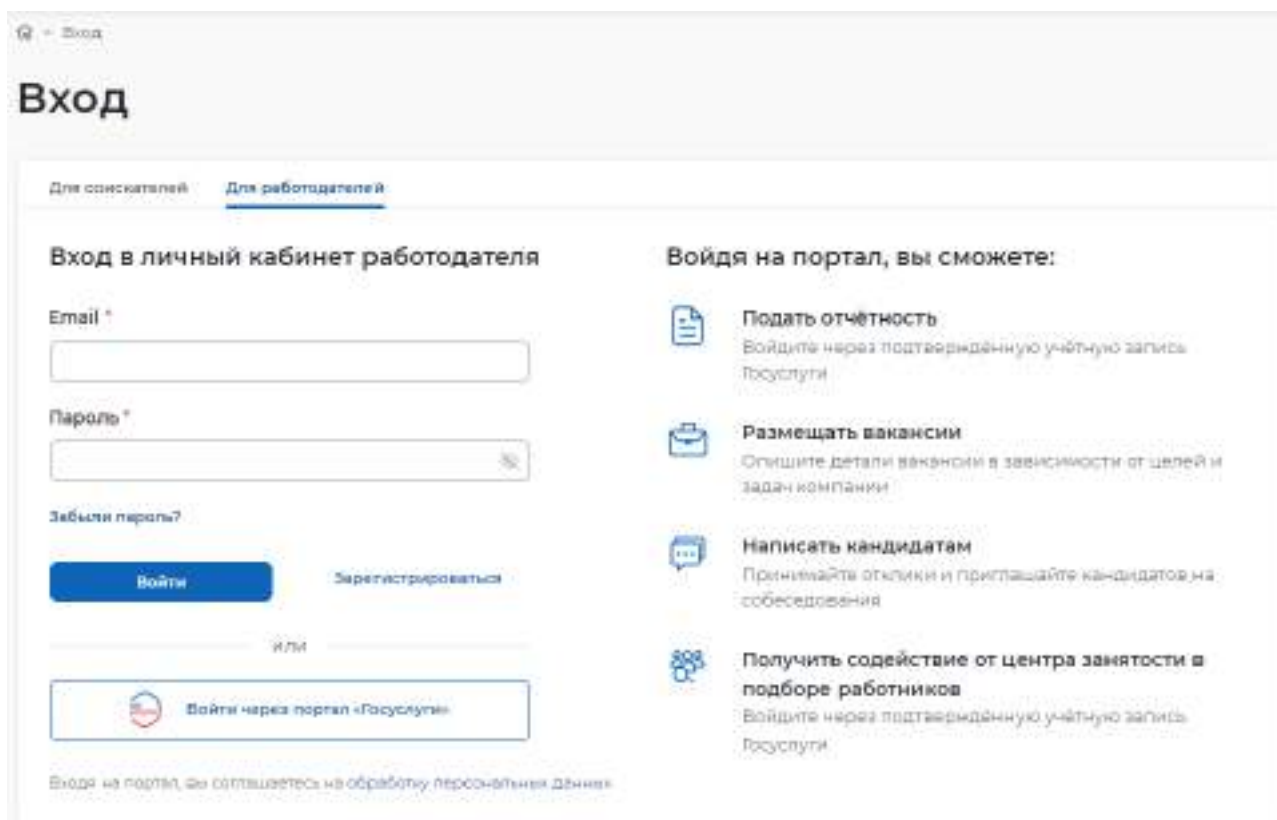 Вход
Вход
Для соискателей
Для работодателей
Вход в личный кабинет работодателя
Email *
Пароль *
Забыли пароль?
Войти
Зарегистрироваться
или
Войти через портал «Госуслуги»
Входя на портал, вы соглашаетесь на обработку персональных данных
Войдя на портал, вы сможете:
Подать отчётность
Войдите через подтверждённую учётную запись
Госуслуги
Размещать вакансии
Опишите детали вакансии в зависимости от целей и
задач компании
Написать кандидатам
Принимайте отклики и приглашайте кандидатов на
собеседования
Получить содействие от центра занятости в
подборе работников
Войдите через подтверждённую учётную запись
Госуслуги